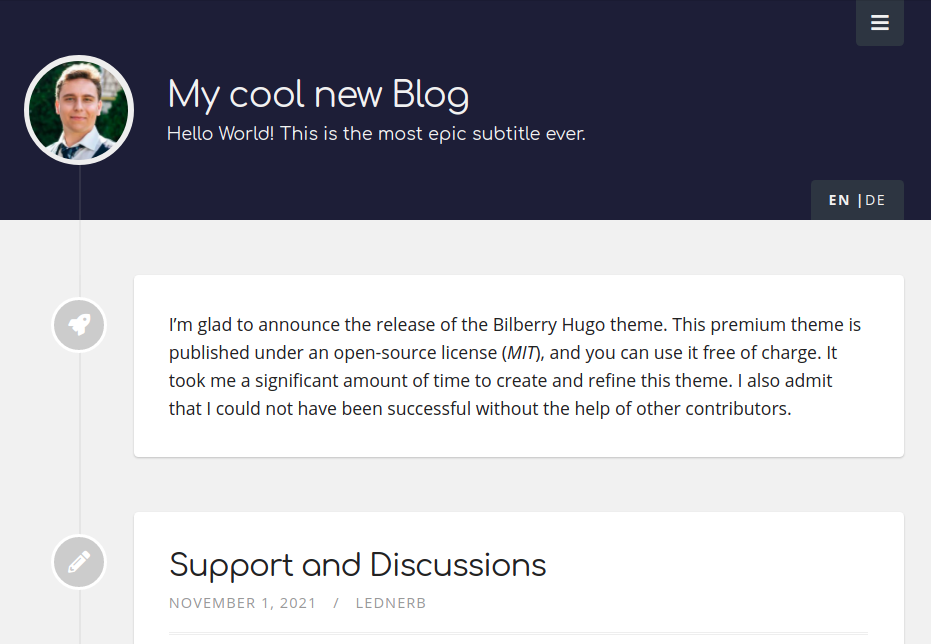 My cool new Blog
Hello World! This is the most epic subtitle ever.
EN |DE
I’m glad to announce the release of the Bilberry Hugo theme. This premium theme is
published under an open-source license (MIT), and you can use it free of charge. It
took me a significant amount of time to create and refine this theme. I also admit
that I could not have been successful without the help of other contributors.
Support and Discussions
NOVEMBER 1, 2021 / LEDNERB